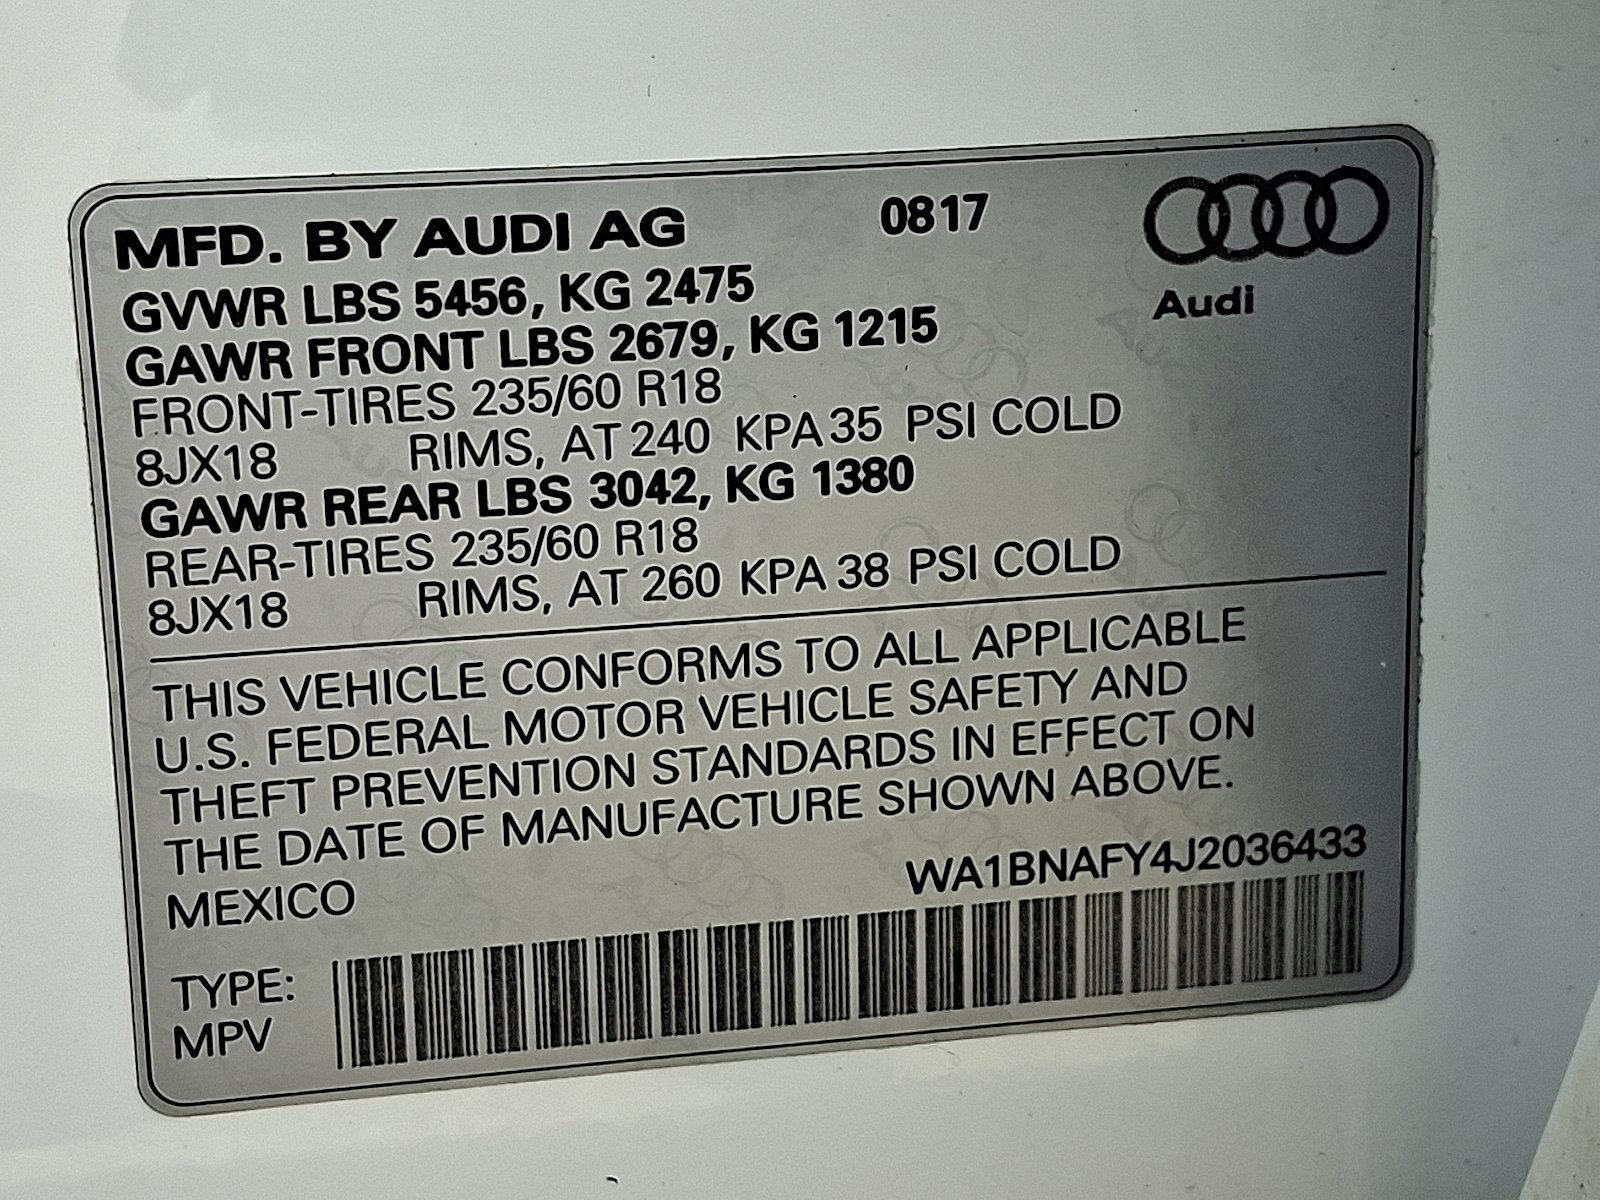 MFD. BY AUDI AG 0817
Audi
GVWR LBS 5456, KG 2475
GAWR FRONT LBS 2679, KG 1215
FRONT-TIRES 235/60 R18
8JX18 RIMS, AT 240 KPA 35 PSI COLD
GAWR REAR LBS 3042, KG 1380
REAR-TIRES 235/60 R18
8JX18 RIMS, AT 260 KPA 38 PSI COLD
THIS VEHICLE CONFORMS TO ALL APPLICABLE
U.S. FEDERAL MOTOR VEHICLE SAFETY AND
THEFT PREVENTION STANDARDS IN EFFECT ON
THE DATE OF MANUFACTURE SHOWN ABOVE.
MEXICO WA1BNAFY4J2036433
TYPE:
MPV